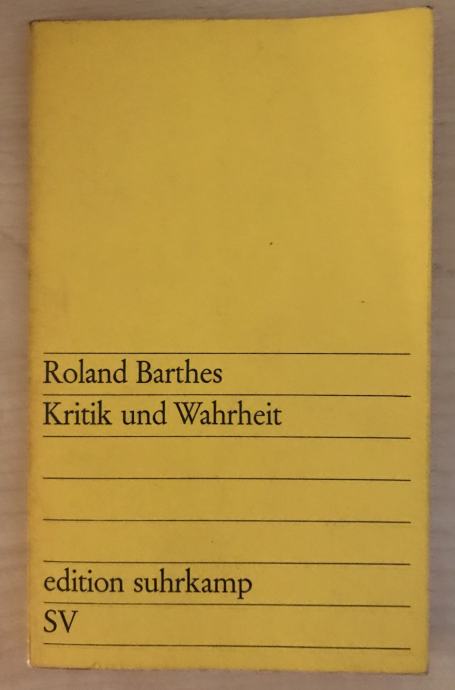 Roland Barthes
Kritik und Wahrheit
edition suhrkamp
SV